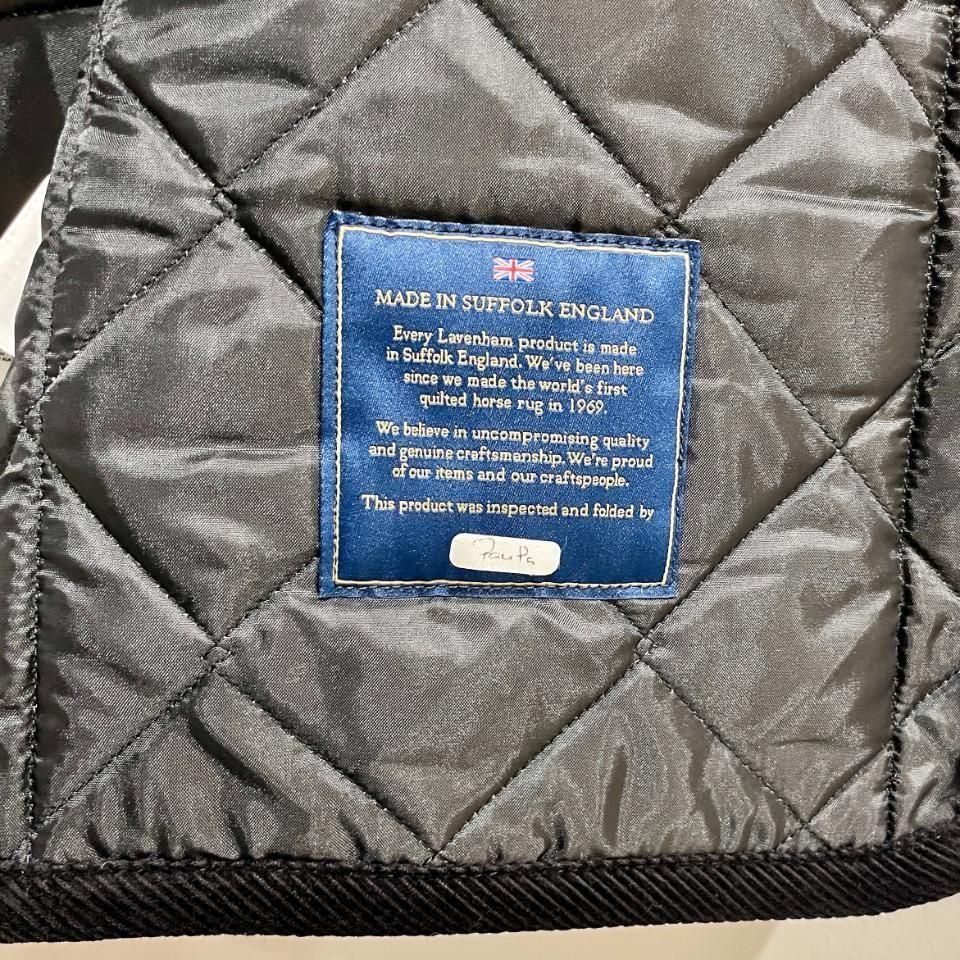 MADE IN SUFFOLK ENGLAND
Every Lavenham product is made
in Suffolk England. We've been here
since we made the world's first
quilted horse rug in 1969.
We believe in uncompromising quality
and genuine craftsmanship. We're proud
of our items and our craftspeople.
This product was inspected and folded by